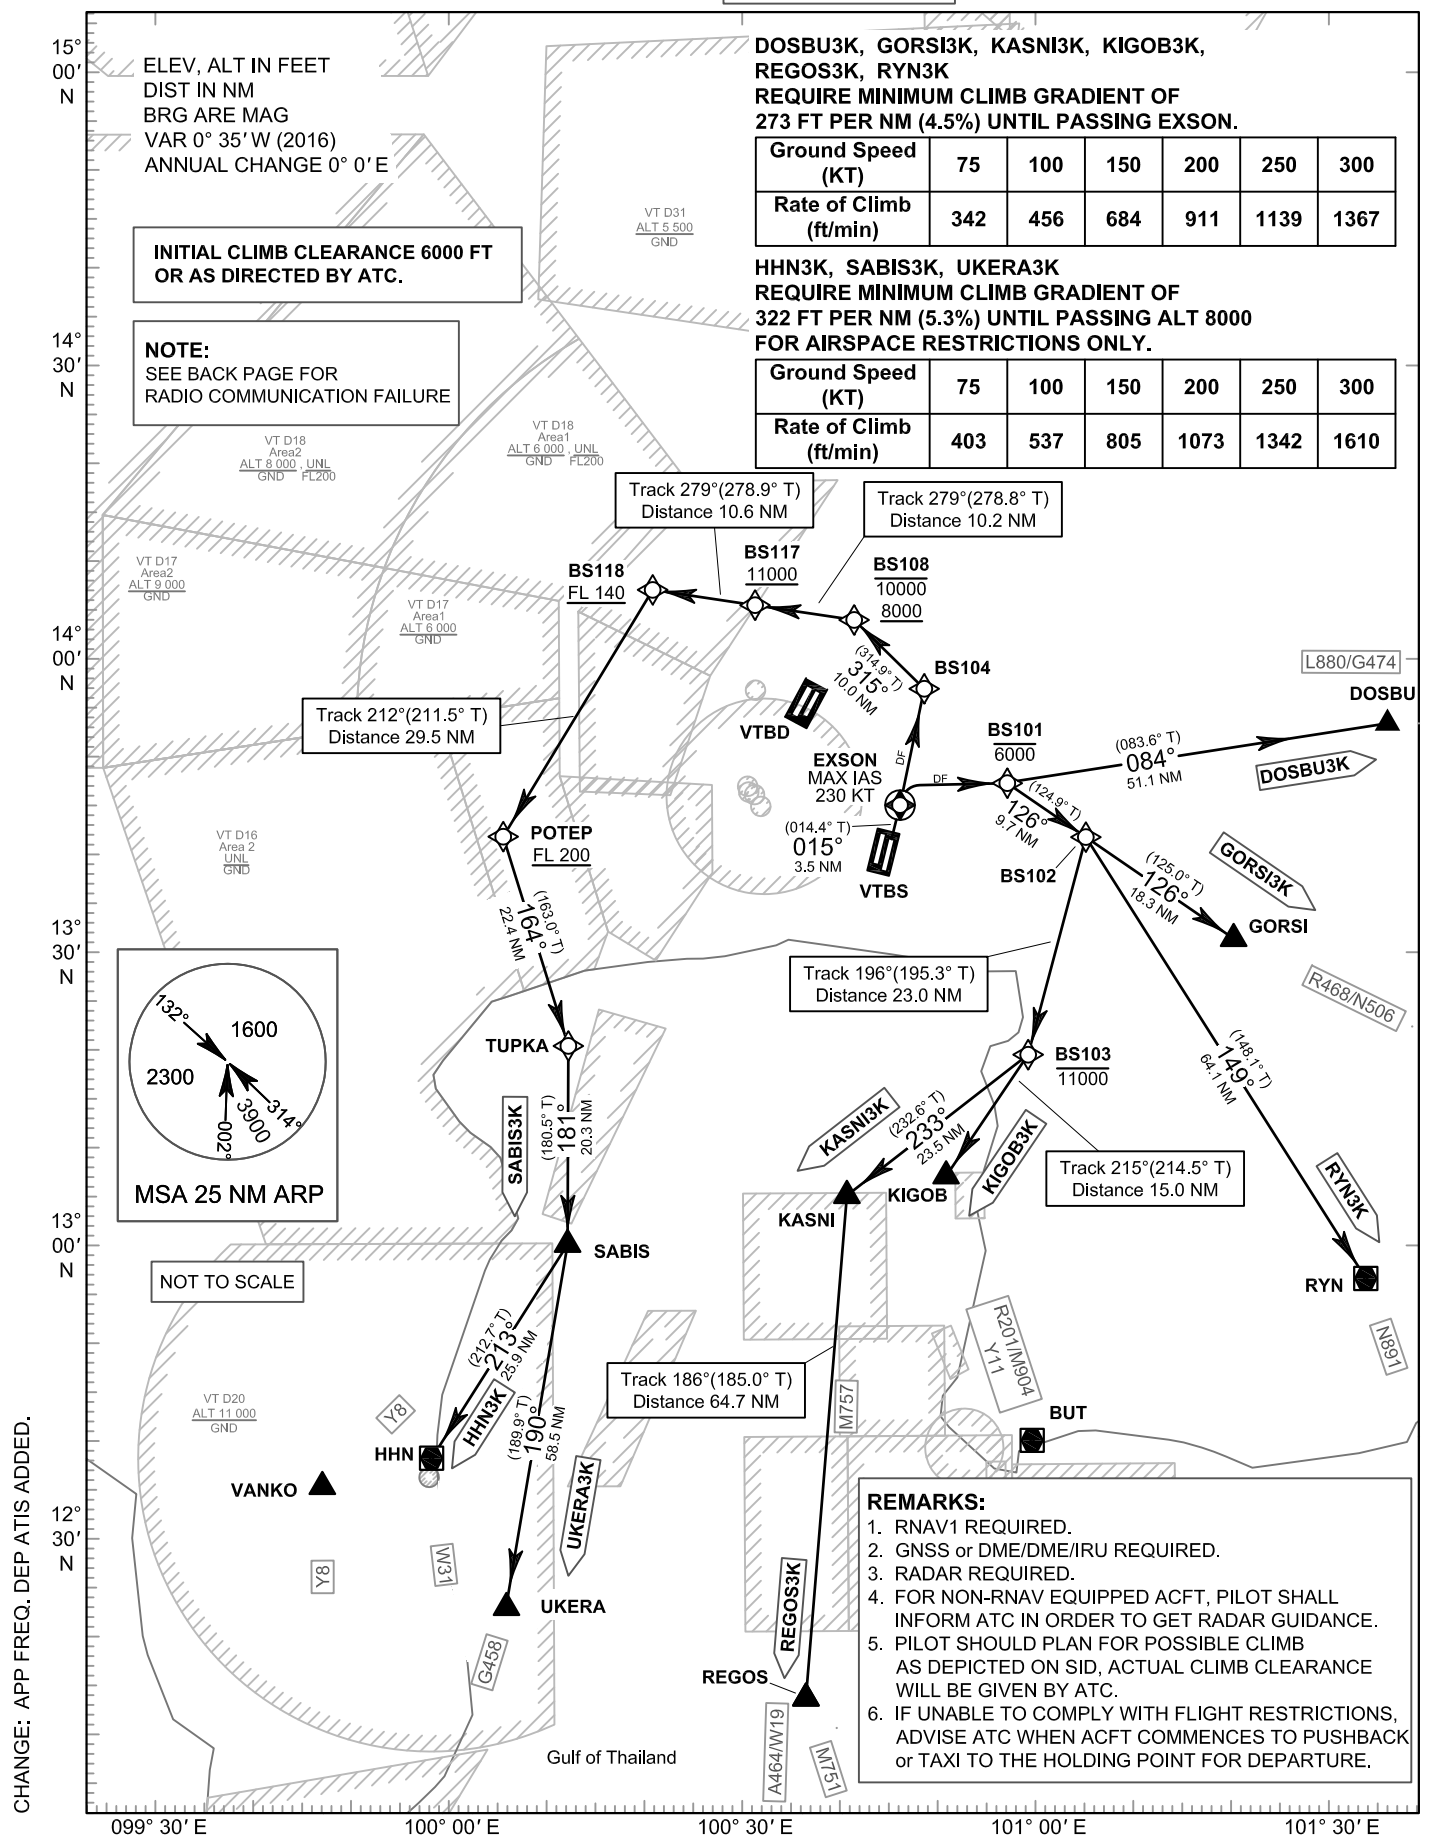 15°
00'
N
ELEV, ALT IN FEET
DIST IN NM
BRG ARE MAG
VAR 0° 35'W (2016)
ANNUAL CHANGE 0° 0'E
DOSBU3K, GORSI3K, KASNI3K, KIGOB3K,
REGOS3K, RYN3K
REQUIRE MINIMUM CLIMB GRADIENT OF
273 FT PER NM (4.5%) UNTIL PASSING EXSON.
Ground Speed (KT) 75 100 150 200 250 300
Rate of Climb (ft/min) 342 456 684 911 1139 1367
HHN3K, SABIS3K, UKERA3K
REQUIRE MINIMUM CLIMB GRADIENT OF
322 FT PER NM (5.3%) UNTIL PASSING ALT 8000
FOR AIRSPACE RESTRICTIONS ONLY.
Ground Speed (KT) 75 100 150 200 250 300
Rate of Climb (ft/min) 403 537 805 1073 1342 1610
VT D31
ALT 5 500
GND
INITIAL CLIMB CLEARANCE 6000 FT
OR AS DIRECTED BY ATC.
14°
30'
N
NOTE:
SEE BACK PAGE FOR
RADIO COMMUNICATION FAILURE
VT D18
Area2
ALT 8 000 , UNL
GND FL200
VT D18
Area1
ALT 6 000 , UNL
GND FL200
Track 279°(278.9° T)
Distance 10.6 NM
Track 279°(278.8° T)
Distance 10.2 NM
VT D17
Area2
ALT 9 000
GND
VT D17
Area1
ALT 6 000
GND
BS118
FL 140
BS117
11000
BS108
10000
8000
14°
00'
N
(314.9° T)
315°
10.0 NM
BS104
L880/G474
DOSBU
Track 212°(211.5° T)
Distance 29.5 NM
VTBD
EXSON
MAX IAS
230 KT
DF
DF
BS101
6000
(083.6° T)
084°
51.1 NM
DOSBU3K
(014.4° T)
015°
3.5 NM
VTBS
(124.9° T)
126°
9.7 NM
BS102
(125.0° T)
126°
18.3 NM
GORSI3K
GORSI
VT D16
Area 2
UNL
GND
POTEP
FL 200
(163.0° T)
164°
22.4 NM
13°
30'
N
Track 196°(195.3° T)
Distance 23.0 NM
R468/N506
132°
1600
2300
314°
3900
002°
MSA 25 NM ARP
TUPKA
BS103
11000
(148.1° T)
149°
64.1 NM
SABIS3K
(180.5° T)
181°
20.3 NM
KASNI3K
(232.6° T)
233°
23.5 NM
KIGOB3K
Track 215°(214.5° T)
Distance 15.0 NM
RYN3K
KASNI
KIGOB
13°
00'
N
SABIS
NOT TO SCALE
RYN
R201/M904
Y11
N891
(212.7° T)
213°
25.9 NM
HHN3K
Track 186°(185.0° T)
Distance 64.7 NM
M757
VT D20
ALT 11 000
GND
Y8
HHN
(189.9° T)
190°
58.5 NM
BUT
VANKO
UKERA3K
12°
30'
N
Y8
W31
UKERA
G458
REGOS3K
REGOS
A464/W19
M751
Gulf of Thailand
REMARKS:
1. RNAV1 REQUIRED.
2. GNSS or DME/DME/IRU REQUIRED.
3. RADAR REQUIRED.
4. FOR NON-RNAV EQUIPPED ACFT, PILOT SHALL
INFORM ATC IN ORDER TO GET RADAR GUIDANCE.
5. PILOT SHOULD PLAN FOR POSSIBLE CLIMB
AS DEPICTED ON SID, ACTUAL CLIMB CLEARANCE
WILL BE GIVEN BY ATC.
6. IF UNABLE TO COMPLY WITH FLIGHT RESTRICTIONS,
ADVISE ATC WHEN ACFT COMMENCES TO PUSHBACK
or TAXI TO THE HOLDING POINT FOR DEPARTURE.
CHANGE: APP FREQ. DEP ATIS ADDED.
099° 30' E
100° 00' E
100° 30' E
101° 00' E
101° 30' E